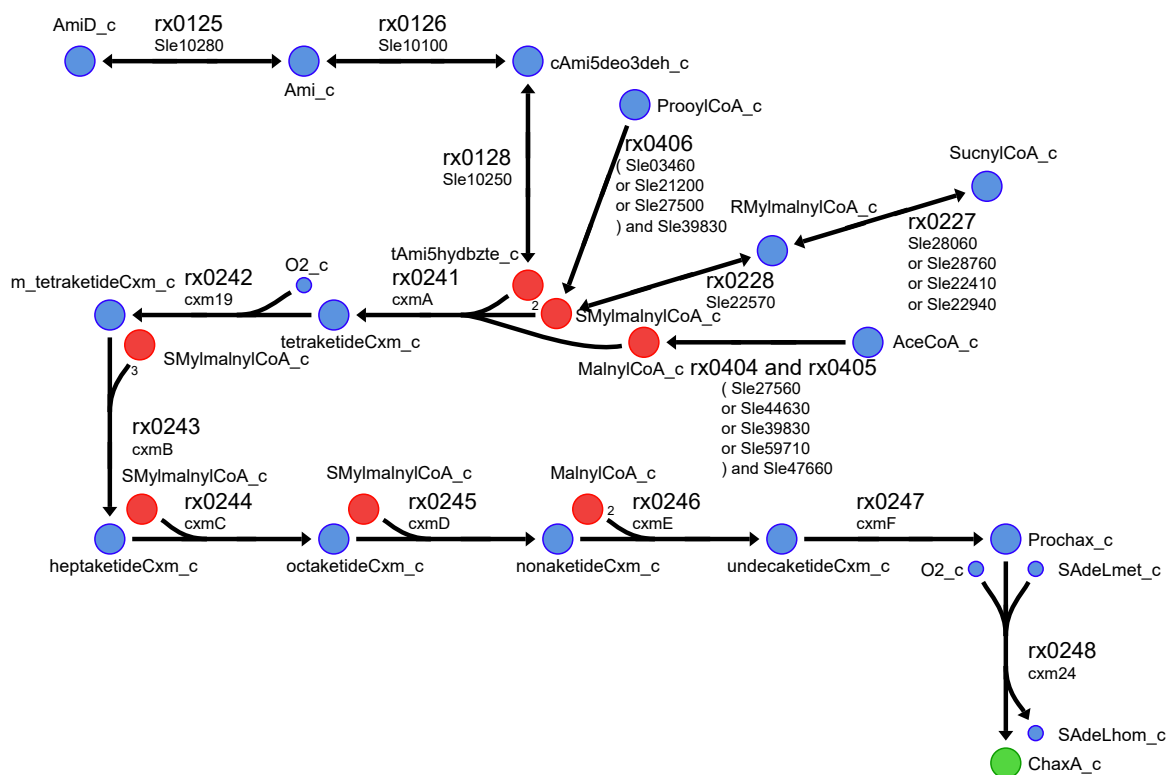 AmiD_c
rx0125
Sle10280
rx0126
Sle10100
Ami_c
cAmi5deo3deh_c
ProoylCoA_c
rx0406
( Sle03460
or Sle21200
or Sle27500
) and Sle39830
rx0128
Sle10250
SucnylCoA_c
RMylmalnylCoA_c
rx0227
Sle28060
or Sle28760
or Sle22410
or Sle22940
tAmi5hydbzte_c
rx0228
Sle22570
m_tetraketideCxm_c
rx0242
cxm19
O2_c
rx0241
cxmA
2
SMylmalnylCoA_c
tetraketideCxm_c
SMylmalnylCoA_c
3
MalnylCoA_c
AceCoA_c
rx0404 and rx0405
( Sle27560
or Sle44630
or Sle39830
or Sle59710
) and Sle47660
rx0243
cxmB
SMylmalnylCoA_c
rx0244
cxmC
SMylmalnylCoA_c
rx0245
cxmD
MalnylCoA_c
2
rx0246
cxmE
rx0247
cxmF
heptaketideCxm_c
octaketideCxm_c
nonaketideCxm_c
undecaketideCxm_c
Prochax_c
O2_c
SAdeLmet_c
rx0248
cxm24
SAdeLhom_c
ChaxA_c